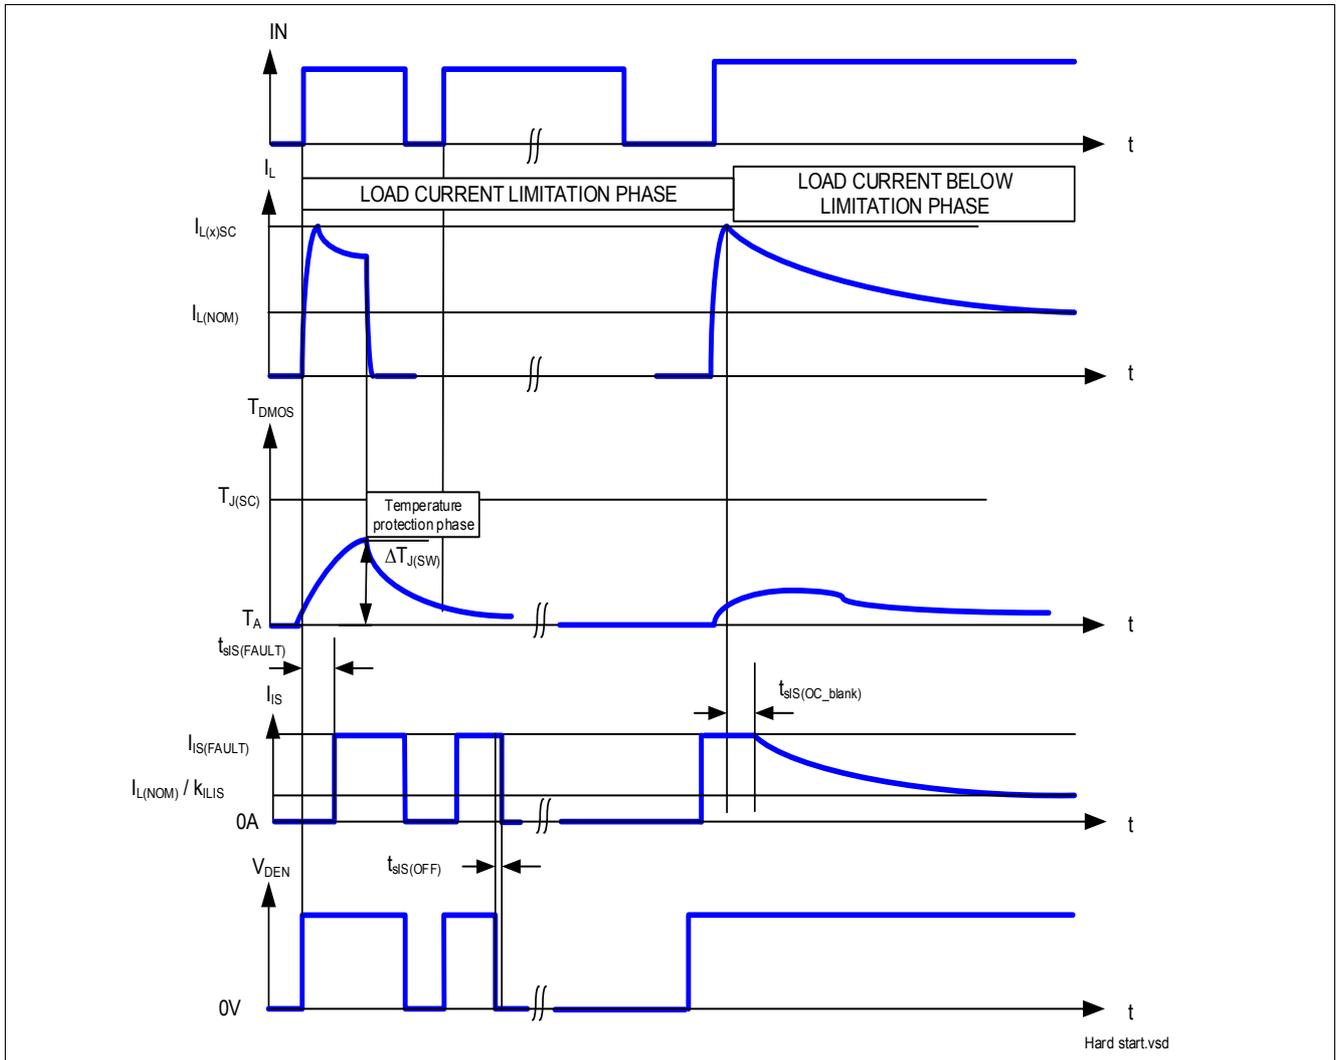 IN
t
I_L
LOAD CURRENT LIMITATION PHASE
LOAD CURRENT BELOW
LIMITATION PHASE
I_L(x)SC
I_L(NOM)
t
T_DMOS
T_J(SC)
Temperature
protection phase
ΔT_J(SW)
T_A
t
t_sIS(FAULT)
I_IS
t_sIS(OC_blank)
I_IS(FAULT)
I_L(NOM) / k_ILIS
0A
t
V_DEN
t_sIS(OFF)
0V
t
Hard start.vsd